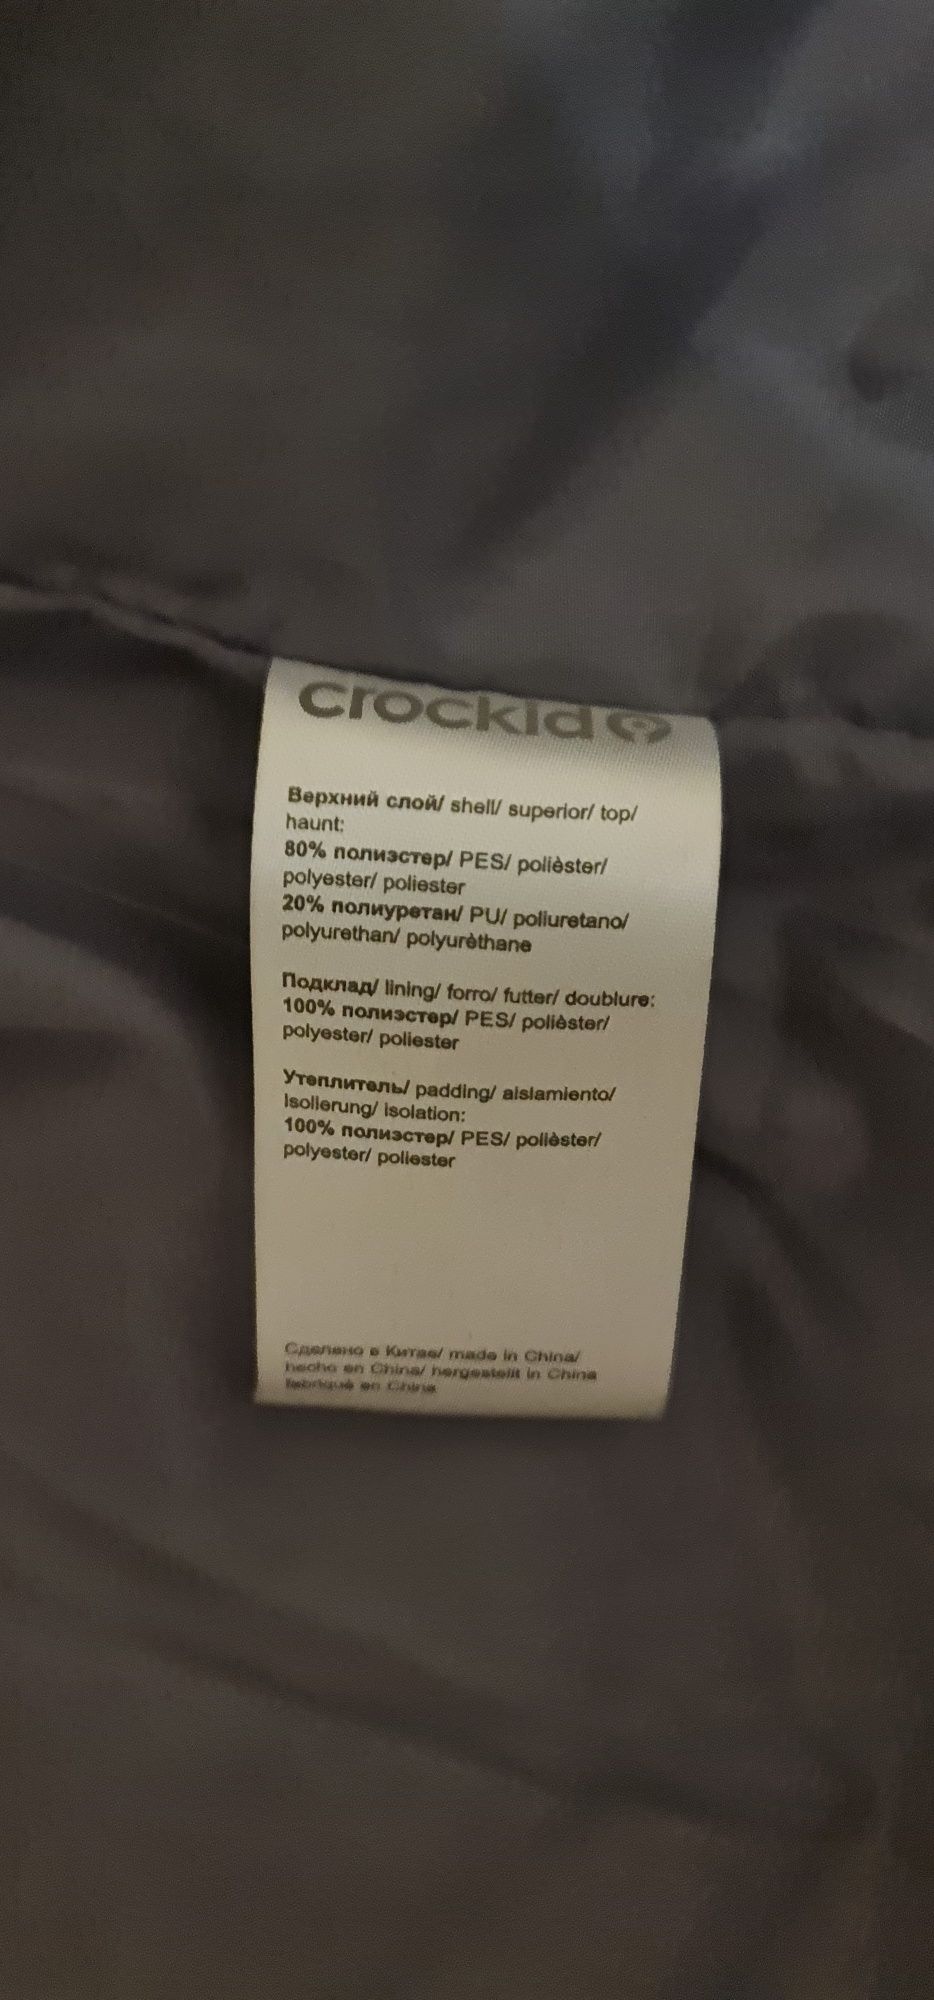 crockid
Верхний слой/ shell/ superior/ top/
haunt:
80% полиэстер/ PES/ polièster/
polyester/ poliester
20% полиуретан/ PU/ poliuretano/
polyurethan/ polyurèthane
Подклад/ lining/ forro/ futter/ doublure:
100% полиэстер/ PES/ polièster/
polyester/ poliester
Утеплитель/ padding/ aislamiento/
Isolierung/ isolation:
100% полиэстер/ PES/ polièster/
polyester/ poliester
Сделано в Китае/ made in China/
hecho en China/ hergestellt in China
fabriquè en China